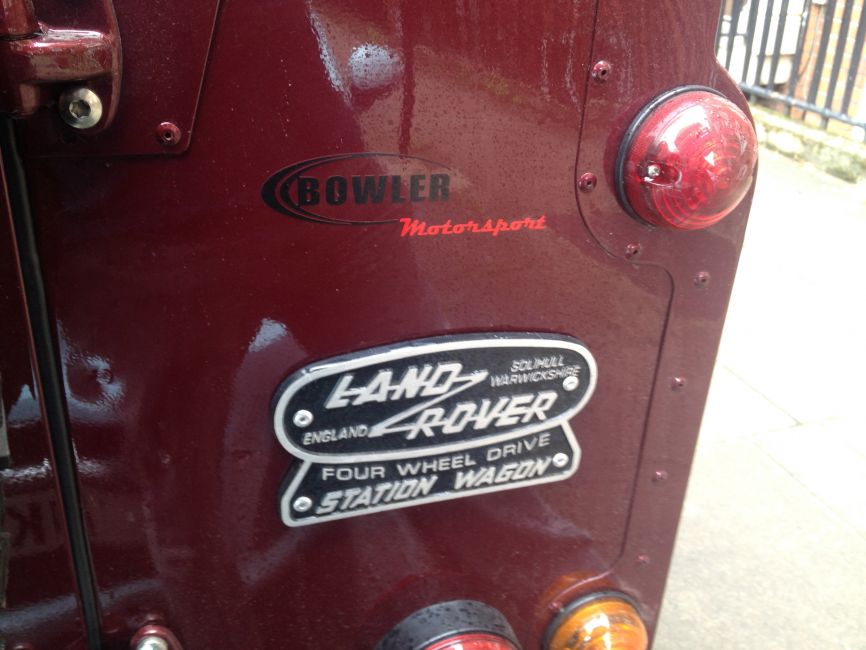 BOWLER
Motorsport
LAND
SOLIHULL
WARWICKSHIRE
ENGLAND
ROVER
FOUR WHEEL DRIVE
STATION WAGON